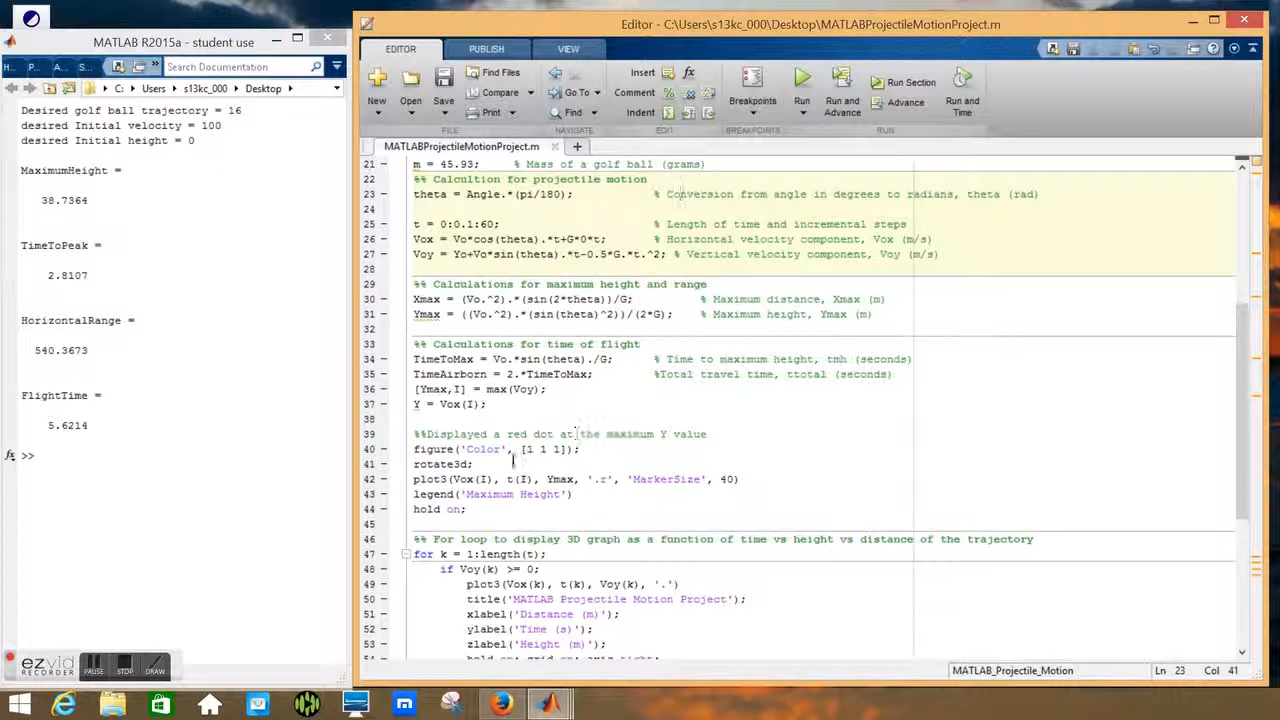 MATLAB R2015a - student use
H... P... A... S... Search Documentation
C: Users s13kc_000 Desktop
Desired golf ball trajectory = 16
desired Initial velocity = 100
desired Initial height = 0
MaximumHeight =
38.7364
TimeToPeak =
2.8107
HorizontalRange =
540.3673
FlightTime =
5.6214
fx >>
ezvid
RECORDER
PAUSE STOP DRAW
Editor - C:\Users\s13kc_000\Desktop\MATLABProjectileMotionProject.m
EDITOR PUBLISH VIEW
New Open Save Find Files Compare Print Go To Find Insert Comment Indent Breakpoints Run Run and Advance Run Section Advance Run and Time
FILE NAVIGATE EDIT BREAKPOINTS RUN
MATLABProjectileMotionProject.m
21 m = 45.93; % Mass of a golf ball (grams)
22 %% Calcultion for projectile motion
23 theta = Angle.*(pi/180); % Conversion from angle in degrees to radians, theta (rad)
24
25 t = 0:0.1:60; % Length of time and incremental steps
26 Vox = Vo*cos(theta).*t+G*0*t; % Horizontal velocity component, Vox (m/s)
27 Voy = Yo+Vo*sin(theta).*t-0.5*G.*t.^2; % Vertical velocity component, Voy (m/s)
28
29 %% Calculations for maximum height and range
30 Xmax = (Vo.^2).*(sin(2*theta))/G; % Maximum distance, Xmax (m)
31 Ymax = ((Vo.^2).*(sin(theta)^2))/(2*G); % Maximum height, Ymax (m)
32
33 %% Calculations for time of flight
34 TimeToMax = Vo.*sin(theta)./G; % Time to maximum height, tmh (seconds)
35 TimeAirborn = 2.*TimeToMax; %Total travel time, ttotal (seconds)
36 [Ymax,I] = max(Voy);
37 Y = Vox(I);
38
39 %%Displayed a red dot at the maximum Y value
40 figure('Color', [1 1 1]);
41 rotate3d;
42 plot3(Vox(I), t(I), Ymax, '.r', 'MarkerSize', 40)
43 legend('Maximum Height')
44 hold on;
45
46 %% For loop to display 3D graph as a function of time vs height vs distance of the trajectory
47 for k = 1:length(t);
48 if Voy(k) >= 0;
49 plot3(Vox(k), t(k), Voy(k), '.')
50 title('MATLAB Projectile Motion Project');
51 xlabel('Distance (m)');
52 ylabel('Time (s)');
53 zlabel('Height (m)');
54 hold on; grid on; axis tight;
MATLAB_Projectile_Motion Ln 23 Col 41